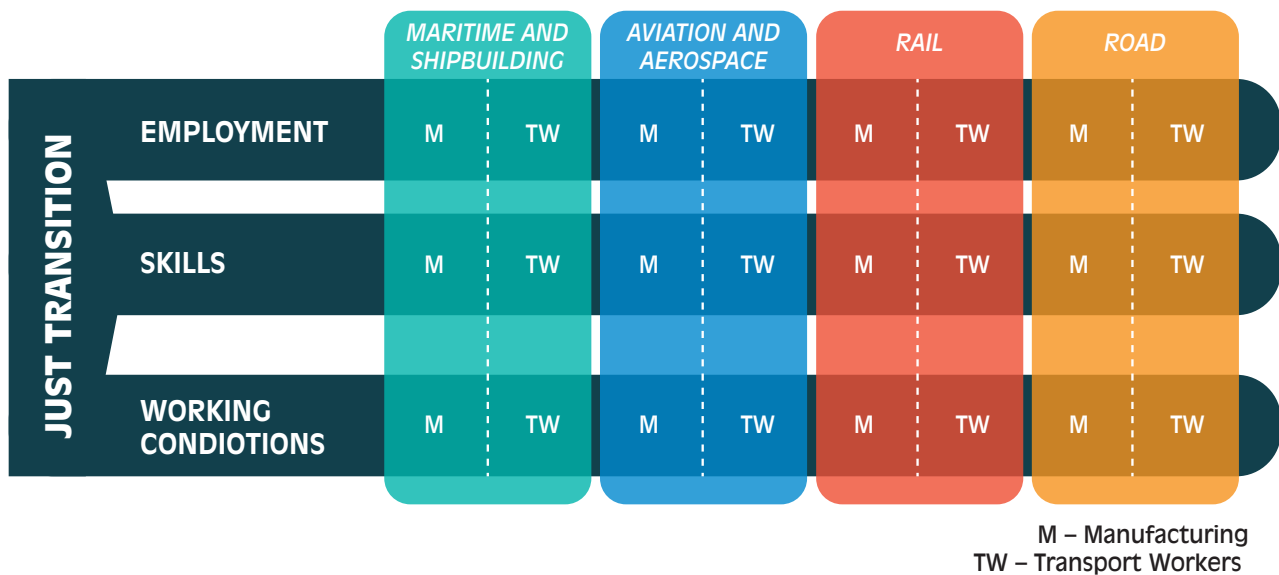 MARITIME AND
SHIPBUILDING
AVIATION AND
AEROSPACE
RAIL
ROAD
JUST TRANSITION
EMPLOYMENT
M TW M TW M TW M TW
SKILLS
M TW M TW M TW M TW
WORKING
CONDIOTIONS
M TW M TW M TW M TW
M – Manufacturing
TW – Transport Workers